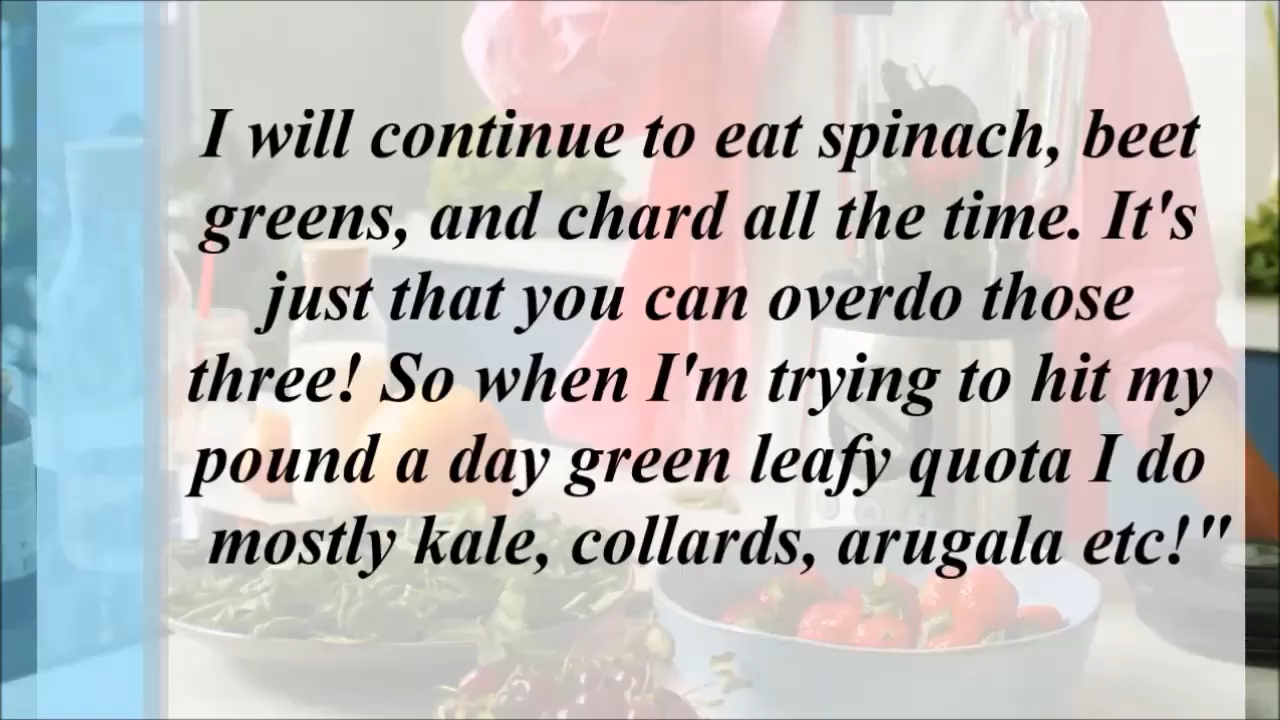 I will continue to eat spinach, beet
greens, and chard all the time. It's
just that you can overdo those
three! So when I'm trying to hit my
pound a day green leafy quota I do
mostly kale, collards, arugala etc!"